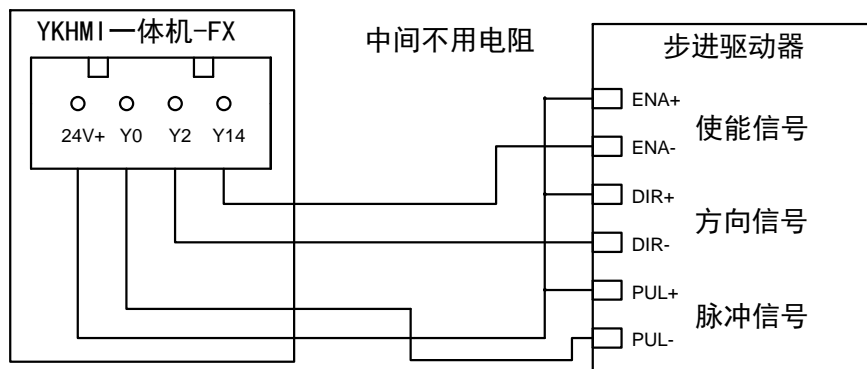 YKHMI一体机-FX
中间不用电阻
步进驱动器
24V+ Y0 Y2 Y14
ENA+
使能信号
ENA-
DIR+
方向信号
DIR-
PUL+
脉冲信号
PUL-